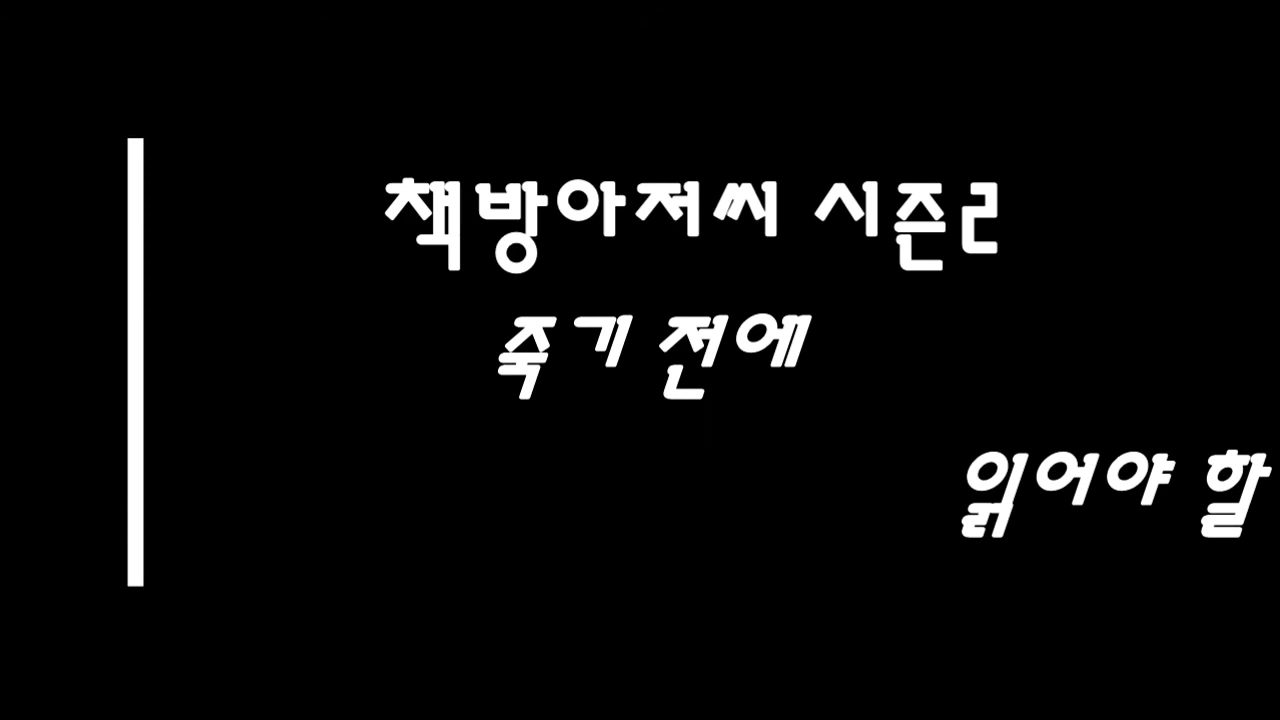 책방아저씨 시즌2
죽기 전에
읽어야 할